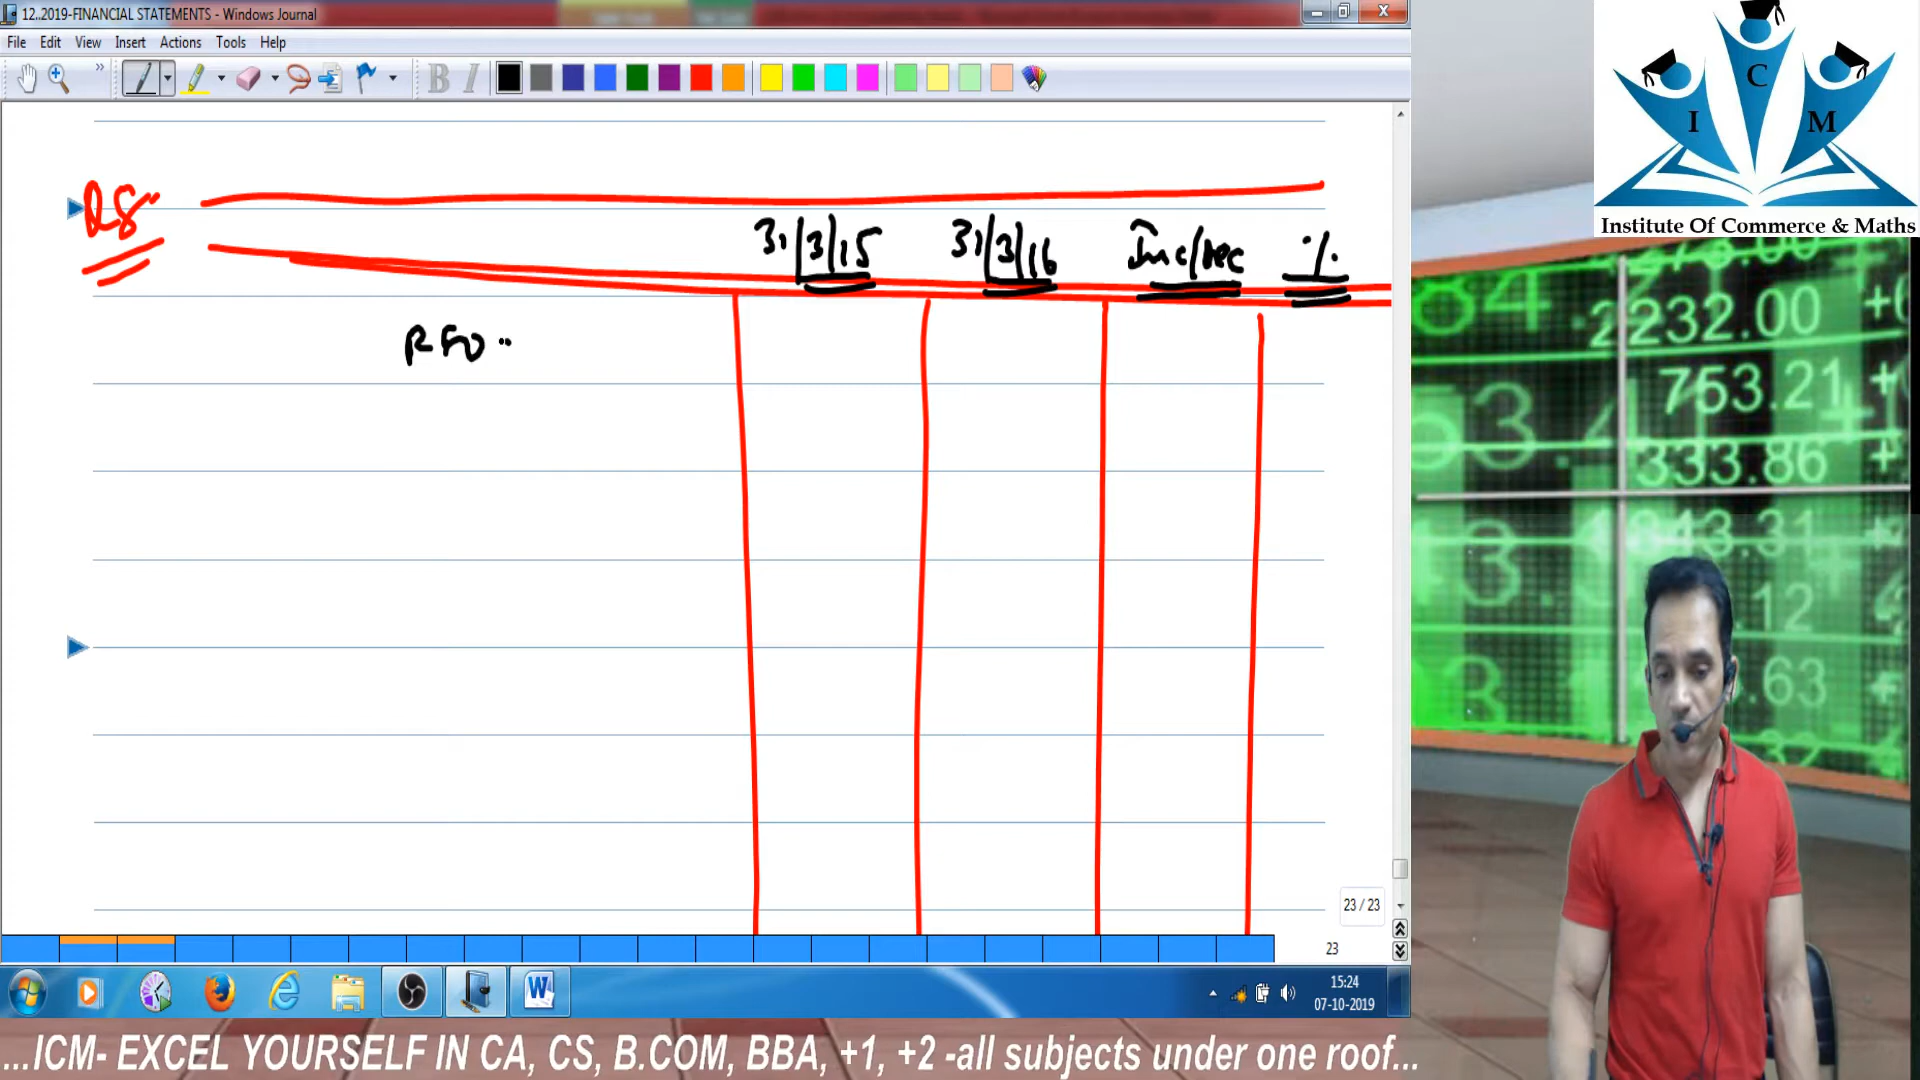 12..2019-FINANCIAL STATEMENTS - Windows Journal
File Edit View Insert Actions Tools Help
B I
Q8
31/3/15 31/3/16 Inc/Dec %
RFO
23 / 23
23
15:24
07-10-2019
I C M
Institute Of Commerce & Maths
2232.00
753.21
333.86
...ICM- EXCEL YOURSELF IN CA, CS, B.COM, BBA, +1, +2 -all subjects under one roof...